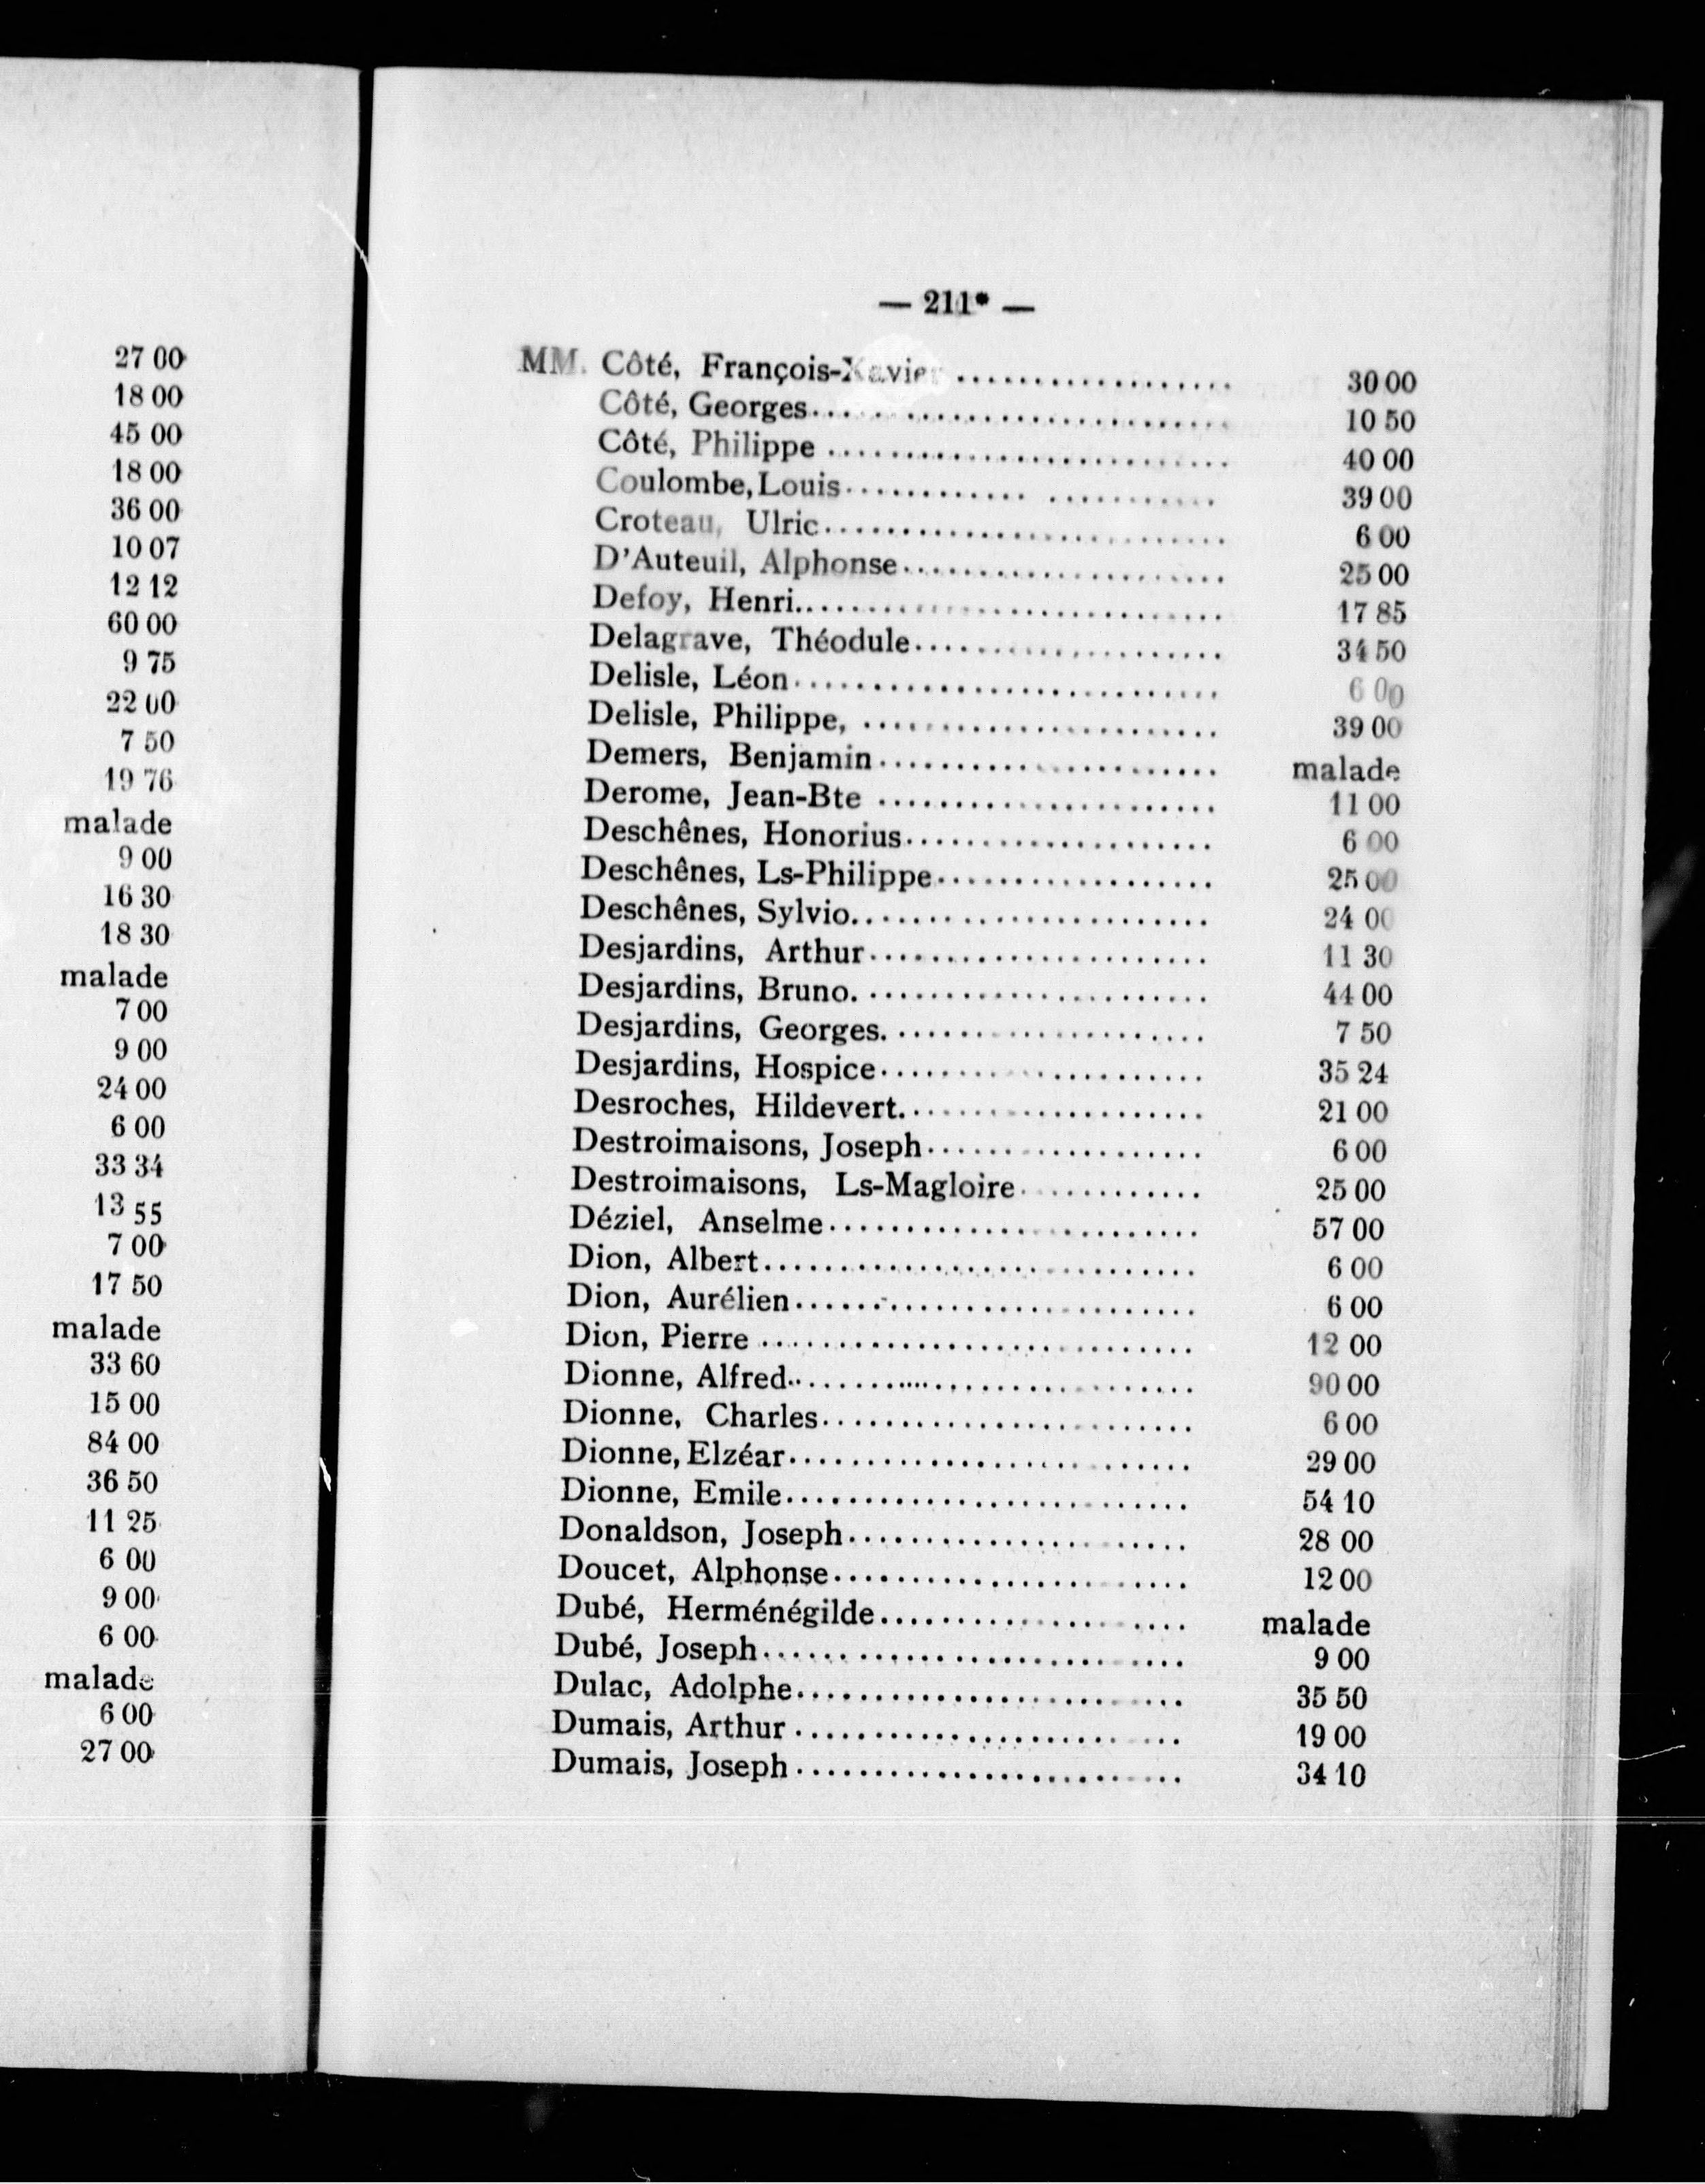 27 00
18 00
45 00
18 00
36 00
10 07
12 12
60 00
9 75
22 00
7 50
19 76
malade
9 00
16 30
18 30
malade
7 00
9 00
24 00
6 00
33 34
13 55
7 00
17 50
malade
33 60
15 00
84 00
36 50
11 25
6 00
9 00
6 00
malade
6 00
27 00
— 211* —
MM. Côté, François-Xavier .................. 30 00
Côté, Georges........................... 10 50
Côté, Philippe .......................... 40 00
Coulombe, Louis............ ........... 39 00
Croteau, Ulric.......................... 6 00
D'Auteuil, Alphonse..................... 25 00
Defoy, Henri............................ 17 85
Delagrave, Théodule.................... 34 50
Delisle, Léon............................ 6 00
Delisle, Philippe, ....................... 39 00
Demers, Benjamin...................... malade
Derome, Jean-Bte ...................... 11 00
Deschênes, Honorius.................... 6 00
Deschênes, Ls-Philippe.................. 25 00
Deschênes, Sylvio....................... 24 00
Desjardins, Arthur...................... 11 30
Desjardins, Bruno. ...................... 44 00
Desjardins, Georges. .................... 7 50
Desjardins, Hospice..................... 35 24
Desroches, Hildevert.................... 21 00
Destroimaisons, Joseph.................. 6 00
Destroimaisons, Ls-Magloire............ 25 00
Déziel, Anselme........................ 57 00
Dion, Albert............................ 6 00
Dion, Aurélien.......................... 6 00
Dion, Pierre ............................ 12 00
Dionne, Alfred.......................... 90 00
Dionne, Charles........................ 6 00
Dionne, Elzéar.......................... 29 00
Dionne, Emile.......................... 54 10
Donaldson, Joseph...................... 28 00
Doucet, Alphonse....................... 12 00
Dubé, Herménégilde.................... malade
Dubé, Joseph........................... 9 00
Dulac, Adolphe......................... 35 50
Dumais, Arthur ......................... 19 00
Dumais, Joseph......................... 34 10